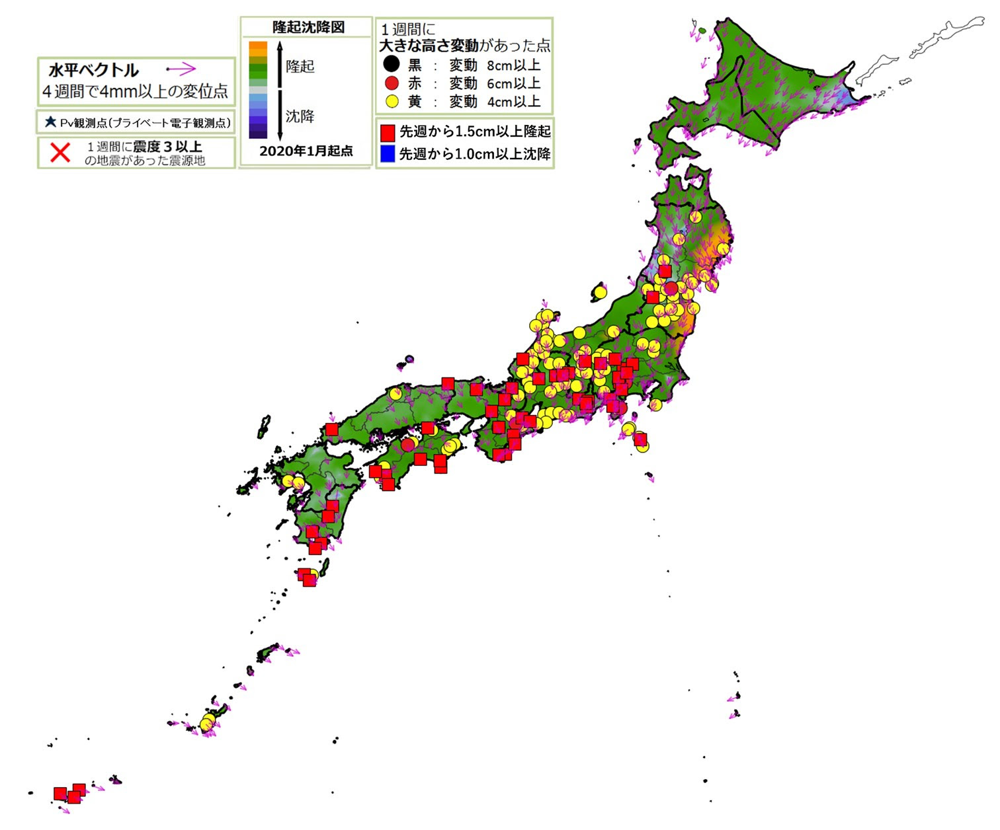 水平ベクトル
４週間で4mm以上の変位点
★ Pv観測点(プライベート電子観測点)
１週間に震度３以上
の地震があった震源地
隆起沈降図
隆起
沈降
2020年1月起点
１週間に
大きな高さ変動があった点
黒 ： 変動 8cm以上
赤 ： 変動 6cm以上
黄 ： 変動 4cm以上
先週から1.5cm以上隆起
先週から1.0cm以上沈降